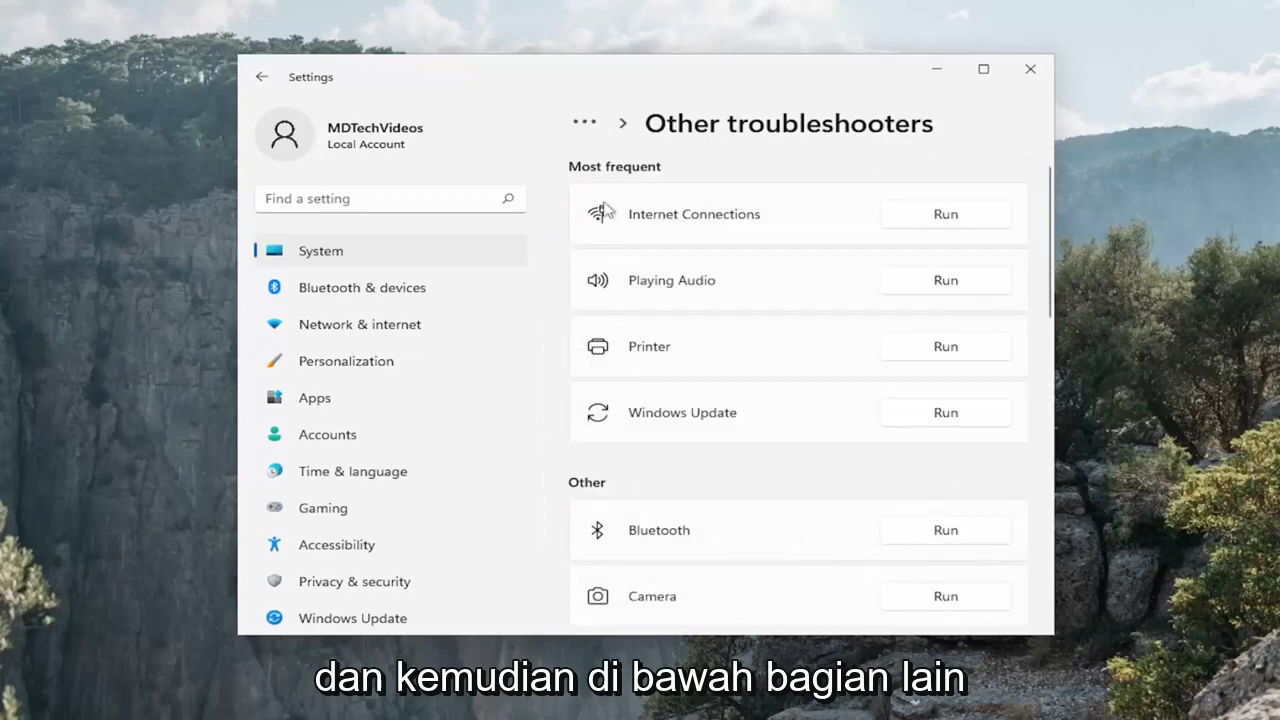 Settings
MDTechVideos
Local Account
Find a setting
System
Bluetooth & devices
Network & internet
Personalization
Apps
Accounts
Time & language
Gaming
Accessibility
Privacy & security
Windows Update
··· > Other troubleshooters
Most frequent
Internet Connections Run
Playing Audio Run
Printer Run
Windows Update Run
Other
Bluetooth Run
Camera Run
dan kemudian di bawah bagian lain